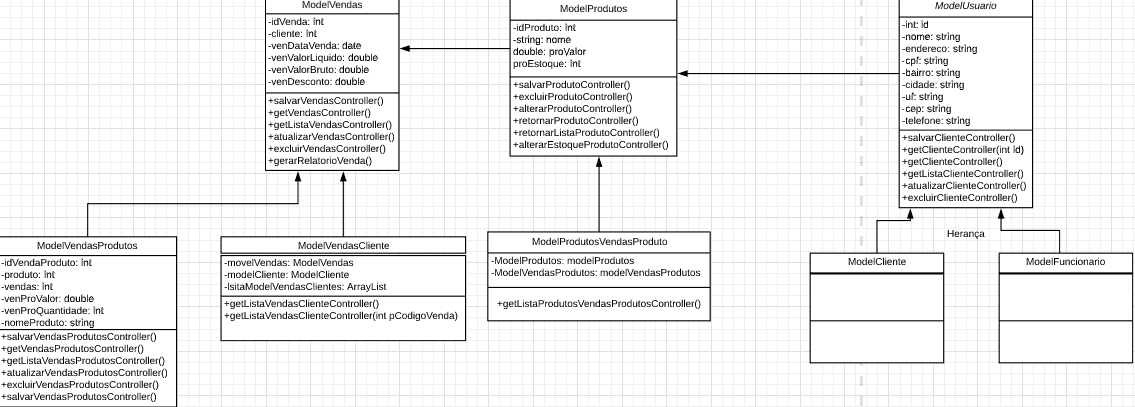 ModelVendas
-idVenda: int
-cliente: int
-venDataVenda: date
-venValorLiquido: double
-venValorBruto: double
-venDesconto: double
+salvarVendasController()
+getVendasController()
+getListaVendasController()
+atualizarVendasController()
+excluirVendasController()
+gerarRelatorioVenda()
ModelProdutos
-idProduto: int
-string: nome
double: proValor
proEstoque: int
+salvarProdutoController()
+excluirProdutoController()
+alterarProdutoController()
+retornarProdutoController()
+retornarListaProdutoController()
+alterarEstoqueProdutoController()
ModelUsuario
-int: id
-nome: string
-endereco: string
-cpf: string
-bairro: string
-cidade: string
-uf: string
-cep: string
-telefone: string
+salvarClienteController()
+getClienteController(int id)
+getClienteController()
+getListaClienteController()
+atualizarClienteController()
+excluirClienteController()
Herança
ModelVendasProdutos
-idVendaProduto: int
-produto: int
-vendas: int
-venProValor: double
-venProQuantidade: int
-nomeProduto: string
+salvarVendasProdutosController()
+getVendasProdutosController()
+getListaVendasProdutosController()
+atualizarVendasProdutosController()
+excluirVendasProdutosController()
+salvarVendasProdutosController()
ModelVendasCliente
-movelVendas: ModelVendas
-modelCliente: ModelCliente
-lsitaModelVendasClientes: ArrayList
+getListaVendasClienteController()
+getListaVendasClienteController(int pCodigoVenda)
ModelProdutosVendasProduto
-ModelProdutos: modelProdutos
-ModelVendasProdutos: modelVendasProdutos
+getListaProdutosVendasProdutosController()
ModelCliente
ModelFuncionario